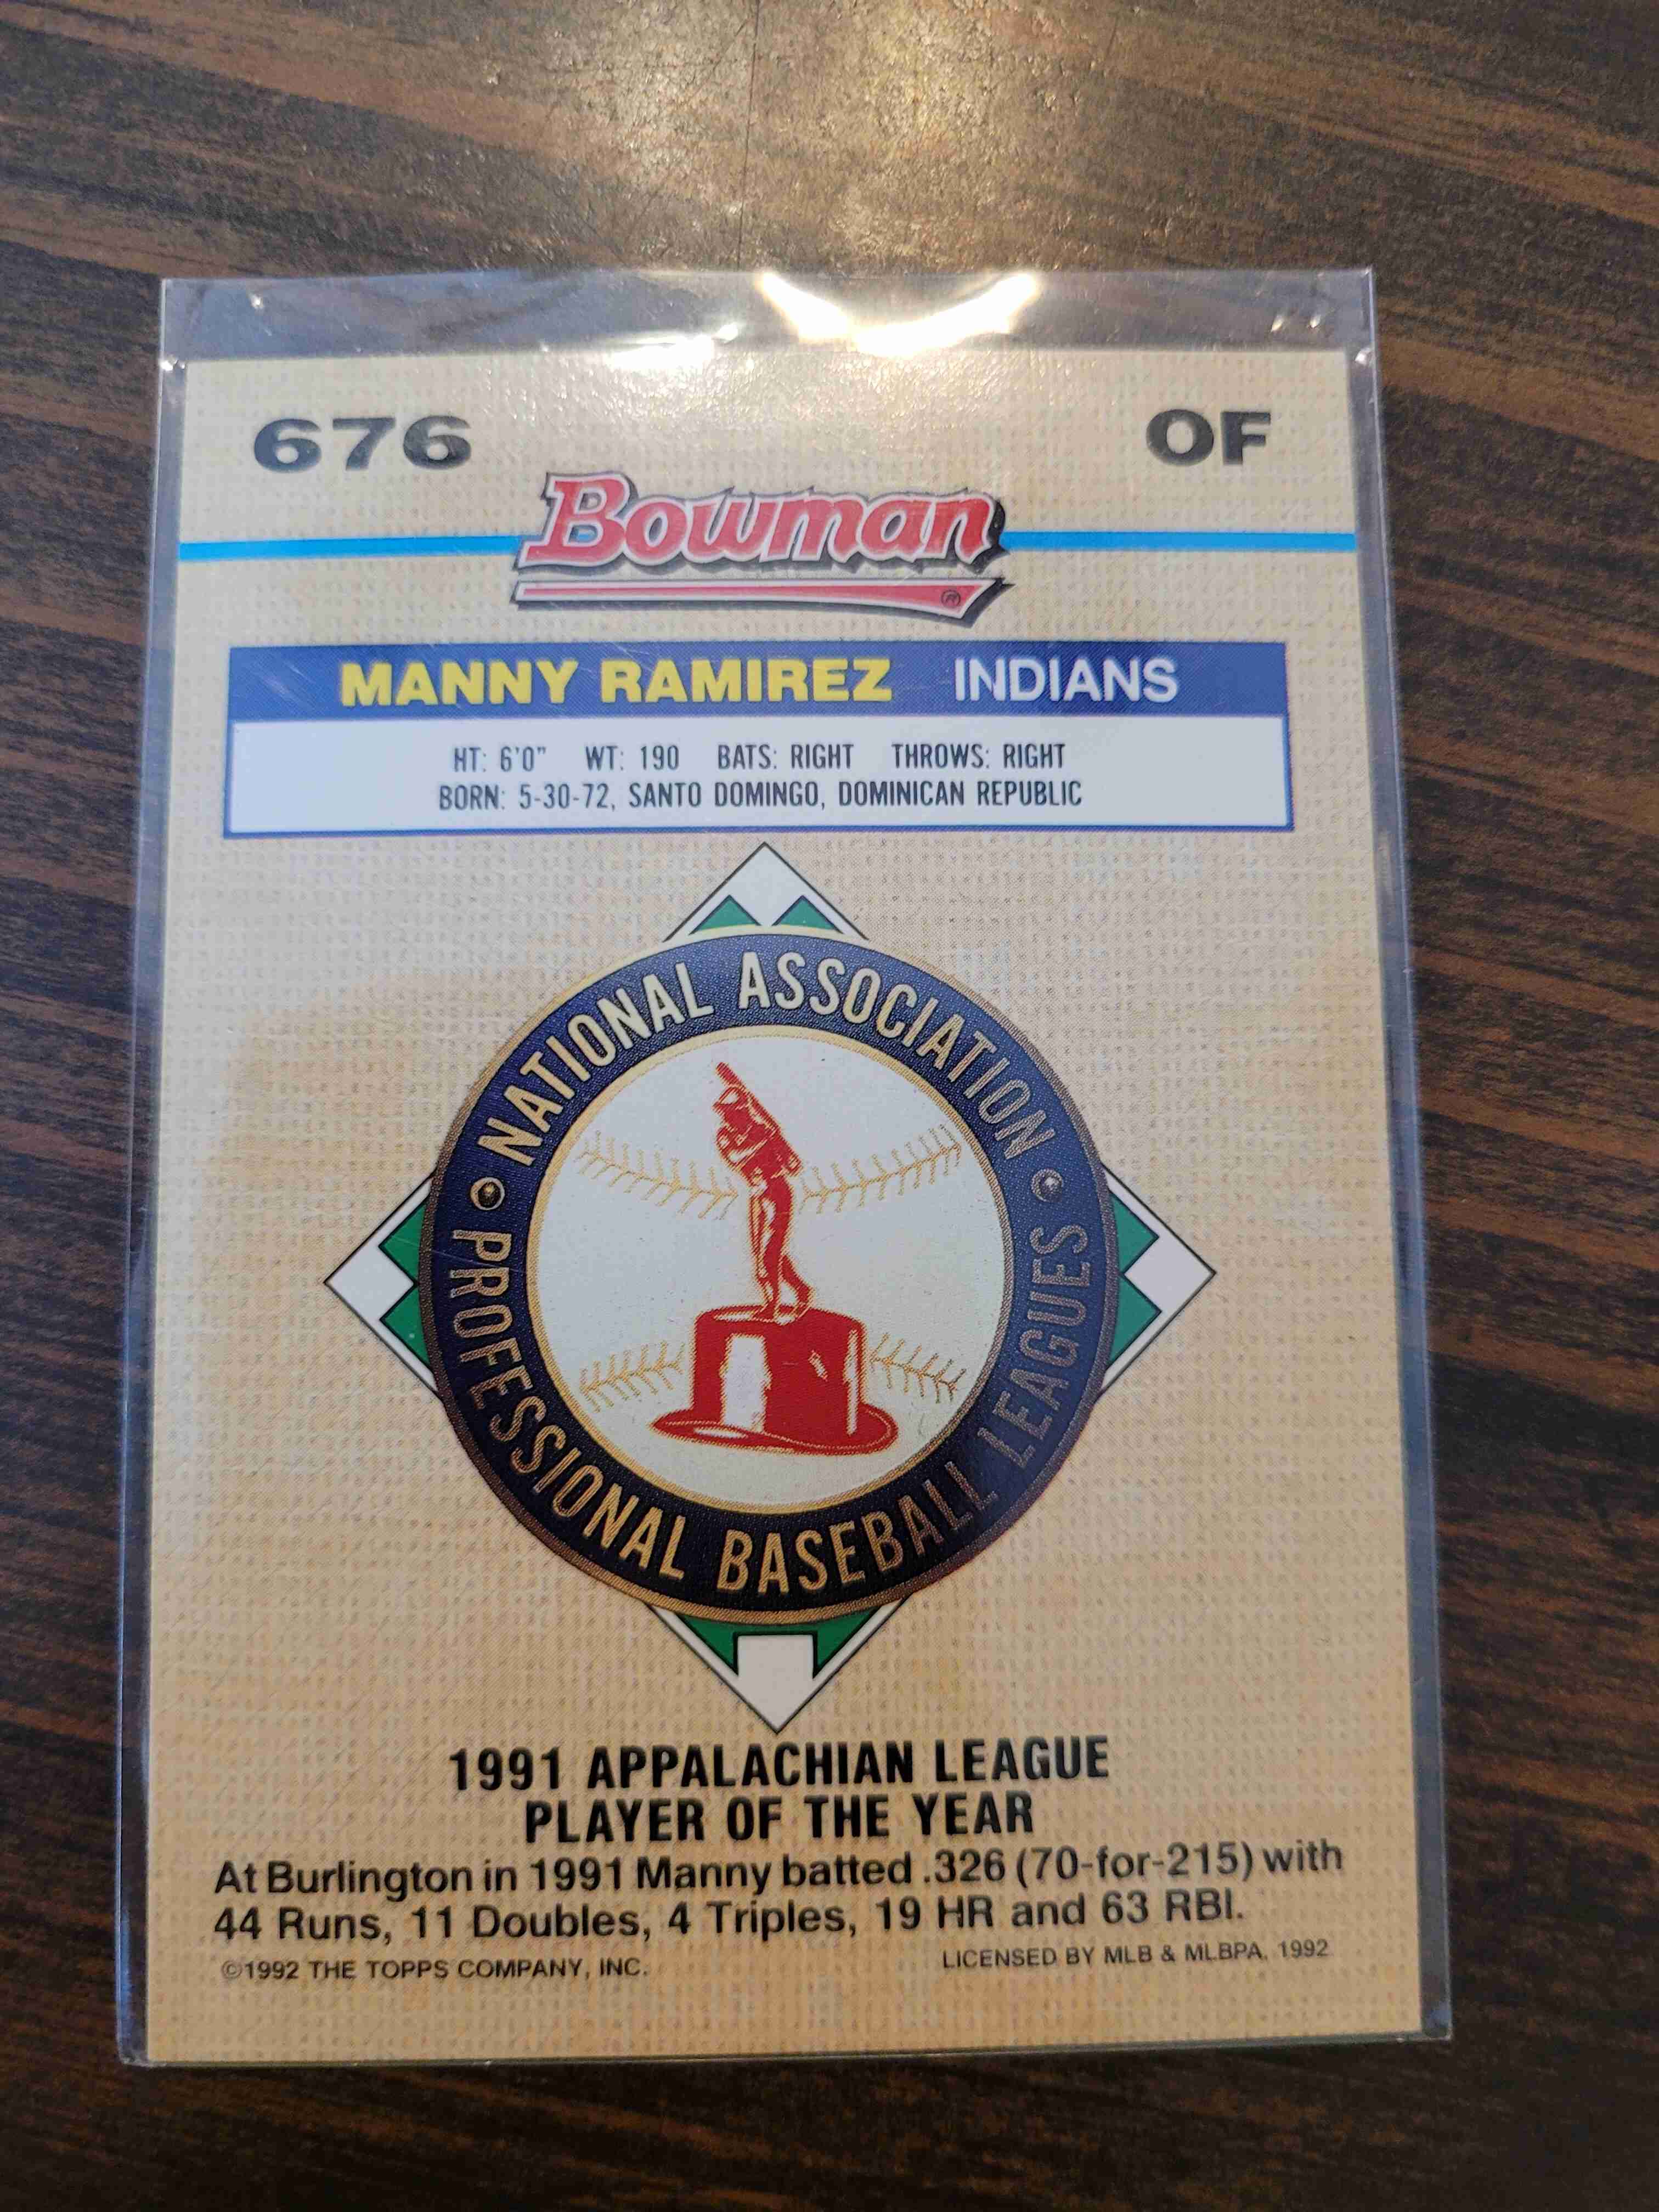 676 OF
Bowman
®
MANNY RAMIREZ INDIANS
HT: 6'0" WT: 190 BATS: RIGHT THROWS: RIGHT
BORN: 5-30-72, SANTO DOMINGO, DOMINICAN REPUBLIC
NATIONAL ASSOCIATION
PROFESSIONAL BASEBALL LEAGUES
1991 APPALACHIAN LEAGUE
PLAYER OF THE YEAR
At Burlington in 1991 Manny batted .326 (70-for-215) with
44 Runs, 11 Doubles, 4 Triples, 19 HR and 63 RBI.
©1992 THE TOPPS COMPANY, INC. LICENSED BY MLB & MLBPA, 1992